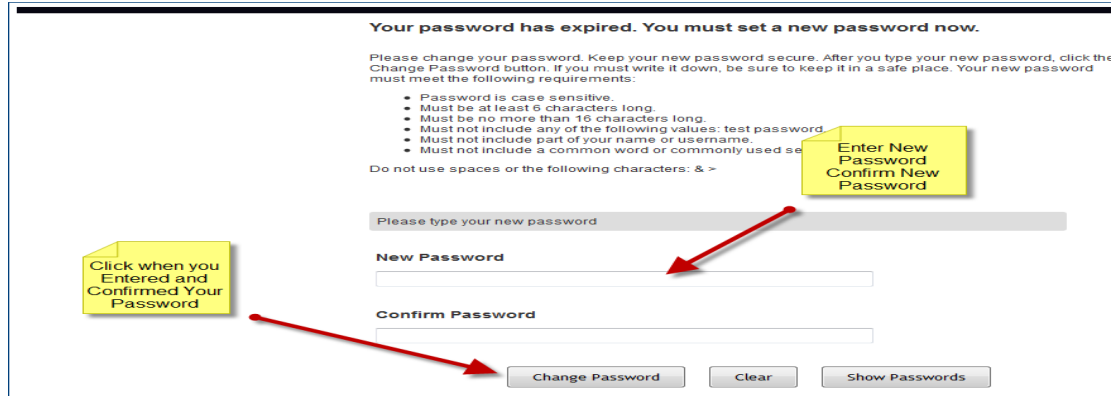 Your password has expired. You must set a new password now.
Please change your password. Keep your new password secure. After you type your new password, click the
Change Password button. If you must write it down, be sure to keep it in a safe place. Your new password
must meet the following requirements:
• Password is case sensitive.
• Must be at least 6 characters long.
• Must be no more than 16 characters long.
• Must not include any of the following values: test password.
• Must not include part of your name or username.
• Must not include a common word or commonly used se
Do not use spaces or the following characters: & >
Enter New
Password
Confirm New
Password
Please type your new password
New Password
Click when you
Entered and
Confirmed Your
Password
Confirm Password
Change Password Clear Show Passwords